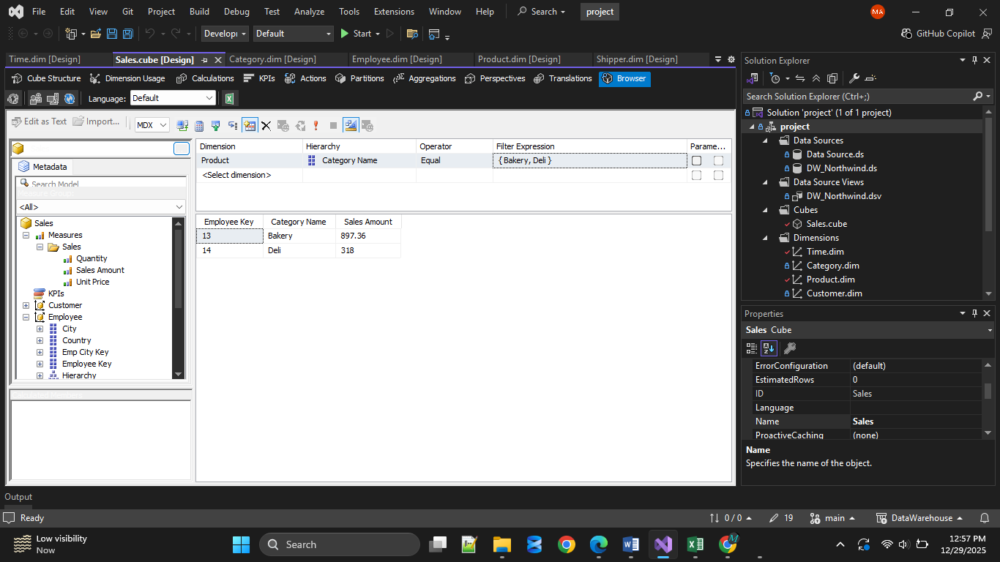 File Edit View Git Project Build Debug Test Analyze Tools Extensions Window Help Search project MA
Develop Default Start GitHub Copilot
Time.dim [Design] Sales.cube [Design] Category.dim [Design] Employee.dim [Design] Product.dim [Design] Shipper.dim [Design]
Cube Structure Dimension Usage Calculations KPIs Actions Partitions Aggregations Perspectives Translations Browser
Language: Default
Edit as Text Import... MDX
Metadata
Search Model
<All>
Sales
Measures
Sales
Quantity
Sales Amount
Unit Price
KPIs
Customer
Employee
City
Country
Emp City Key
Employee Key
Hierarchy
Calculated Members
Dimension Hierarchy Operator Filter Expression Parame...
Product Category Name Equal { Bakery, Deli }
<Select dimension>
Employee Key Category Name Sales Amount
13 Bakery 897.36
14 Deli 318
Solution Explorer
Search Solution Explorer (Ctrl+;)
Solution 'project' (1 of 1 project)
project
Data Sources
Data Source.ds
DW_Northwind.ds
Data Source Views
DW_Northwind.dsv
Cubes
Sales.cube
Dimensions
Time.dim
Category.dim
Product.dim
Customer.dim
Properties
Sales Cube
ErrorConfiguration (default)
EstimatedRows 0
ID Sales
Language
Name Sales
ProactiveCaching (none)
Name
Specifies the name of the object.
Output
Ready 0 / 0 19 main DataWarehouse
Low visibility
Now
Search
12:57 PM
12/29/2025